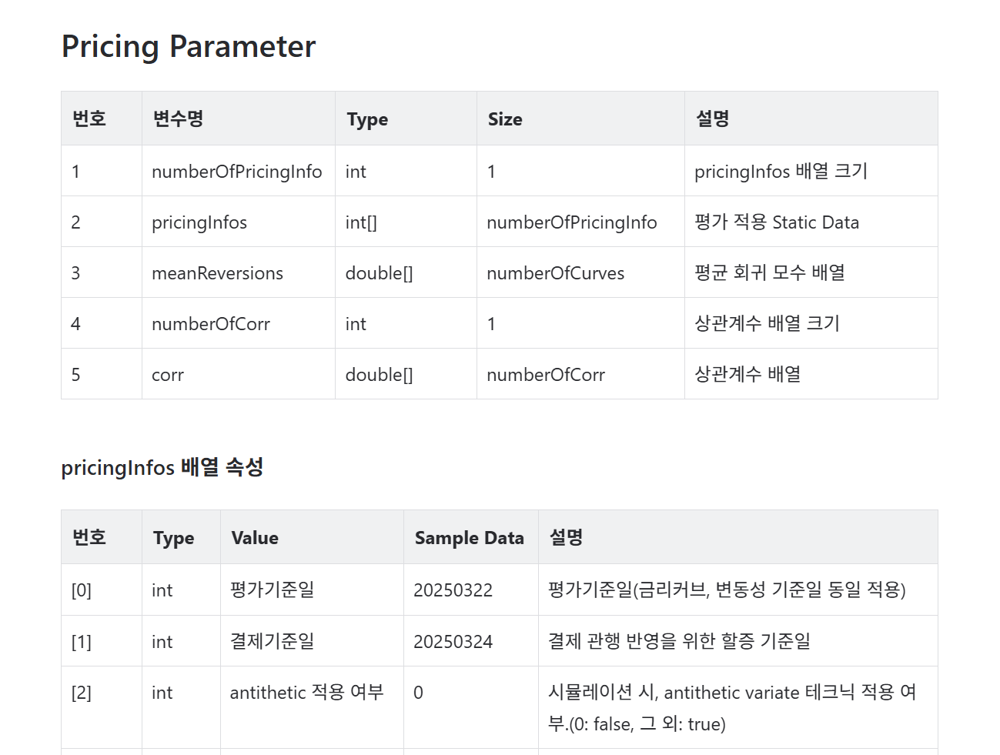 Pricing Parameter
번호 변수명 Type Size 설명
1 numberOfPricingInfo int 1 pricingInfos 배열 크기
2 pricingInfos int[] numberOfPricingInfo 평가 적용 Static Data
3 meanReversions double[] numberOfCurves 평균 회귀 모수 배열
4 numberOfCorr int 1 상관계수 배열 크기
5 corr double[] numberOfCorr 상관계수 배열
pricingInfos 배열 속성
번호 Type Value Sample Data 설명
[0] int 평가기준일 20250322 평가기준일(금리커브, 변동성 기준일 동일 적용)
[1] int 결제기준일 20250324 결제 관행 반영을 위한 할증 기준일
[2] int antithetic 적용 여부 0 시뮬레이션 시, antithetic variate 테크닉 적용 여
부.(0: false, 그 외: true)